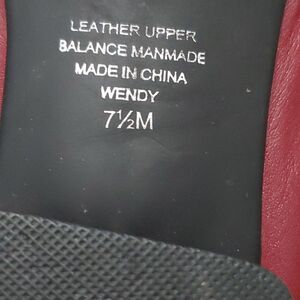 LEATHER UPPER
BALANCE MANMADE
MADE IN CHINA
WENDY
7½M